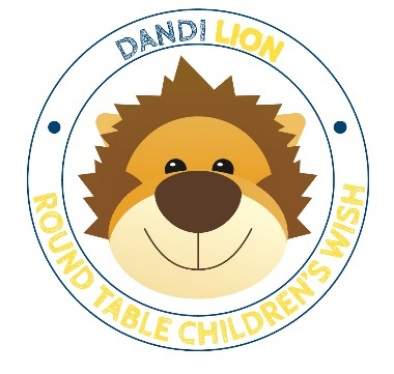 DANDI LION
ROUND TABLE CHILDREN'S WISH